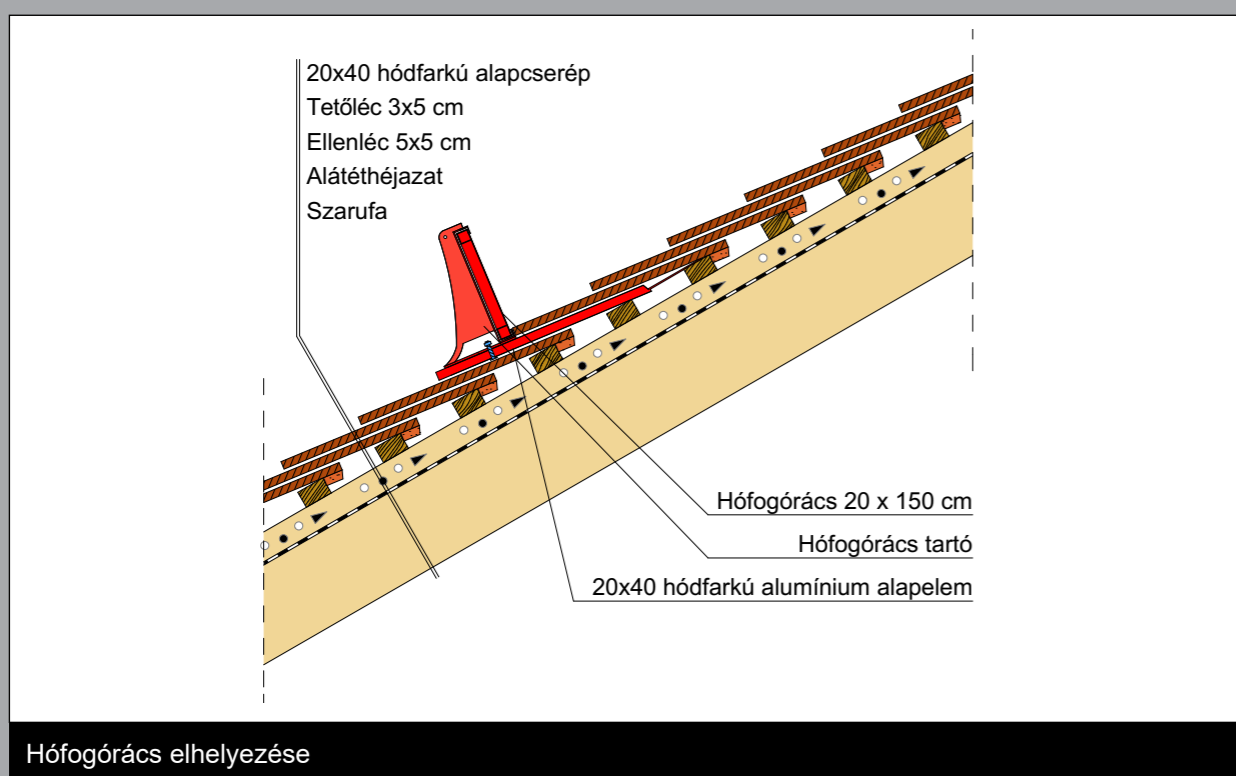 20x40 hódfarkú alapcserép
Tetőléc 3x5 cm
Ellenléc 5x5 cm
Alátéthéjazat
Szarufa
Hófogórács 20 x 150 cm
Hófogórács tartó
20x40 hódfarkú alumínium alapelem
Hófogórács elhelyezése